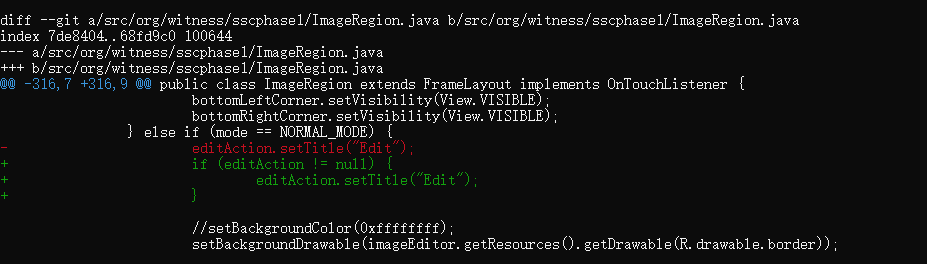 diff --git a/src/org/witness/sscphase1/ImageRegion.java b/src/org/witness/sscphase1/ImageRegion.java
index 7de8404..68fd9c0 100644
--- a/src/org/witness/sscphase1/ImageRegion.java
+++ b/src/org/witness/sscphase1/ImageRegion.java
@@ -316,7 +316,9 @@ public class ImageRegion extends FrameLayout implements OnTouchListener {
bottomLeftCorner.setVisibility(View.VISIBLE);
bottomRightCorner.setVisibility(View.VISIBLE);
} else if (mode == NORMAL_MODE) {
- editAction.setTitle("Edit");
+ if (editAction != null) {
+ editAction.setTitle("Edit");
+ }
//setBackgroundColor(0xffffffff);
setBackgroundDrawable(imageEditor.getResources().getDrawable(R.drawable.border));